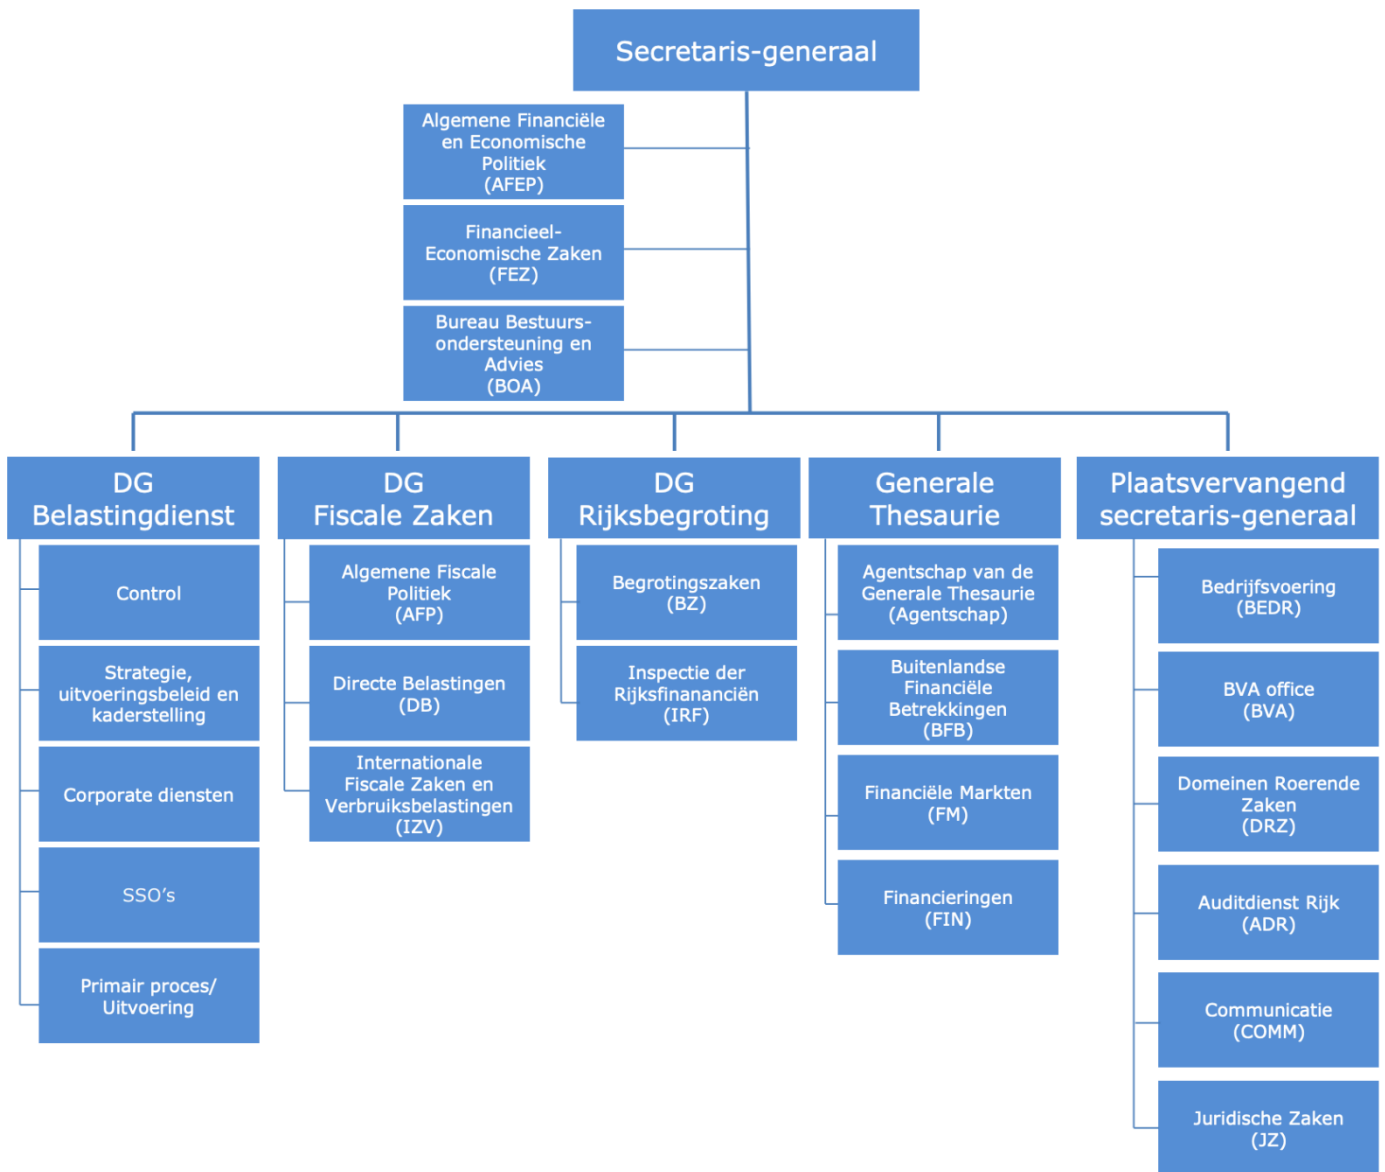 Secretaris-generaal
Algemene Financiële
en Economische
Politiek
(AFEP)
Financieel-
Economische Zaken
(FEZ)
Bureau Bestuurs-
ondersteuning en
Advies
(BOA)
DG
Belastingdienst
Control
Strategie,
uitvoeringsbeleid en
kaderstelling
Corporate diensten
SSO's
Primair proces/
Uitvoering
DG
Fiscale Zaken
Algemene Fiscale
Politiek
(AFP)
Directe Belastingen
(DB)
Internationale
Fiscale Zaken en
Verbruiksbelastingen
(IZV)
DG
Rijksbegroting
Begrotingszaken
(BZ)
Inspectie der
Rijksfinananciën
(IRF)
Generale
Thesaurie
Agentschap van de
Generale Thesaurie
(Agentschap)
Buitenlandse
Financiële
Betrekkingen
(BFB)
Financiële Markten
(FM)
Financieringen
(FIN)
Plaatsvervangend
secretaris-generaal
Bedrijfsvoering
(BEDR)
BVA office
(BVA)
Domeinen Roerende
Zaken
(DRZ)
Auditdienst Rijk
(ADR)
Communicatie
(COMM)
Juridische Zaken
(JZ)